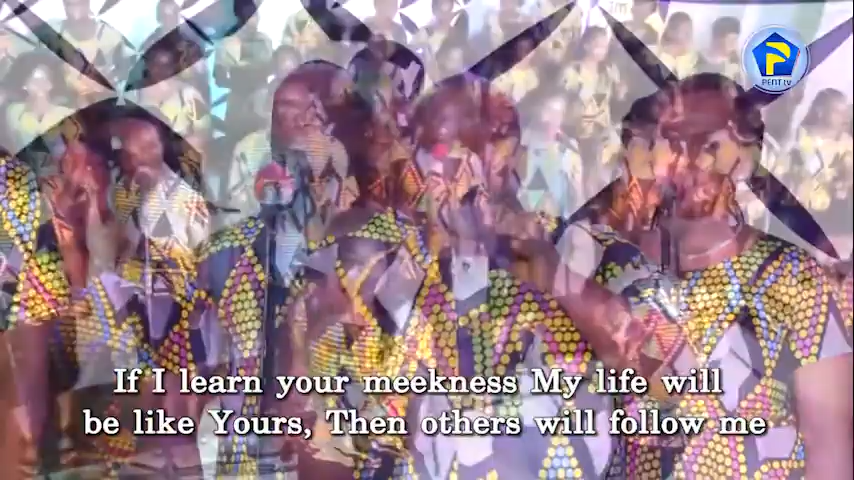 P
PENT tv
If I learn your meekness My life will
be like Yours, Then others will follow me